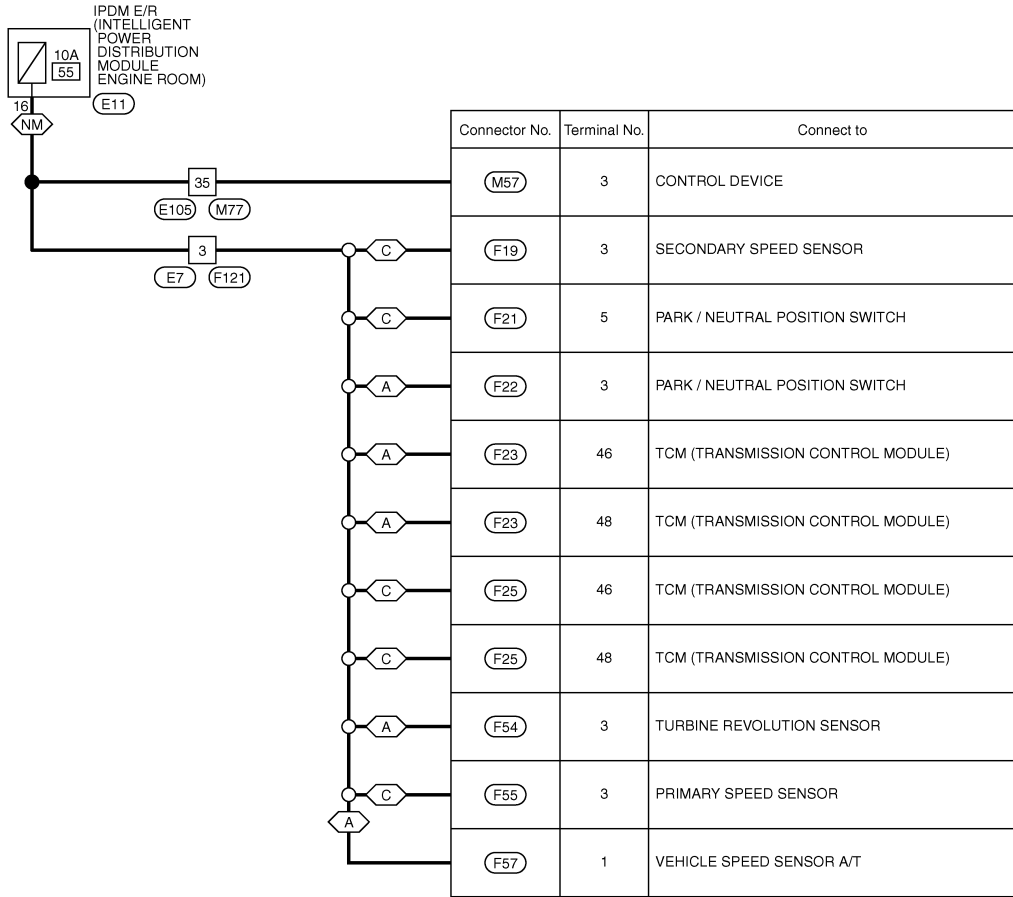 IPDM E/R
(INTELLIGENT
POWER
DISTRIBUTION
MODULE
ENGINE ROOM)
10A
55
E11
16
NM
Connector No. Terminal No. Connect to
35 M57 3 CONTROL DEVICE
E105 M77
3 C F19 3 SECONDARY SPEED SENSOR
E7 F121
C F21 5 PARK / NEUTRAL POSITION SWITCH
A F22 3 PARK / NEUTRAL POSITION SWITCH
A F23 46 TCM (TRANSMISSION CONTROL MODULE)
A F23 48 TCM (TRANSMISSION CONTROL MODULE)
C F25 46 TCM (TRANSMISSION CONTROL MODULE)
C F25 48 TCM (TRANSMISSION CONTROL MODULE)
A F54 3 TURBINE REVOLUTION SENSOR
C F55 3 PRIMARY SPEED SENSOR
A
F57 1 VEHICLE SPEED SENSOR A/T